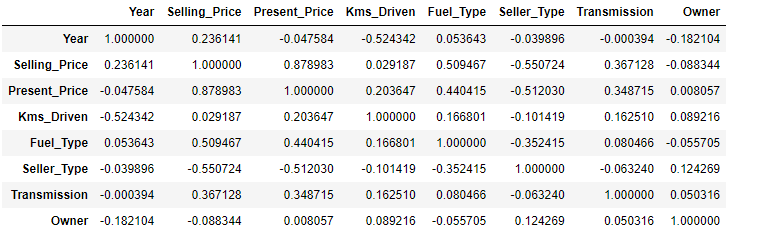 Year Selling_Price Present_Price Kms_Driven Fuel_Type Seller_Type Transmission Owner
Year 1.000000 0.236141 -0.047584 -0.524342 0.053643 -0.039896 -0.000394 -0.182104
Selling_Price 0.236141 1.000000 0.878983 0.029187 0.509467 -0.550724 0.367128 -0.088344
Present_Price -0.047584 0.878983 1.000000 0.203647 0.440415 -0.512030 0.348715 0.008057
Kms_Driven -0.524342 0.029187 0.203647 1.000000 0.166801 -0.101419 0.162510 0.089216
Fuel_Type 0.053643 0.509467 0.440415 0.166801 1.000000 -0.352415 0.080466 -0.055705
Seller_Type -0.039896 -0.550724 -0.512030 -0.101419 -0.352415 1.000000 -0.063240 0.124269
Transmission -0.000394 0.367128 0.348715 0.162510 0.080466 -0.063240 1.000000 0.050316
Owner -0.182104 -0.088344 0.008057 0.089216 -0.055705 0.124269 0.050316 1.000000